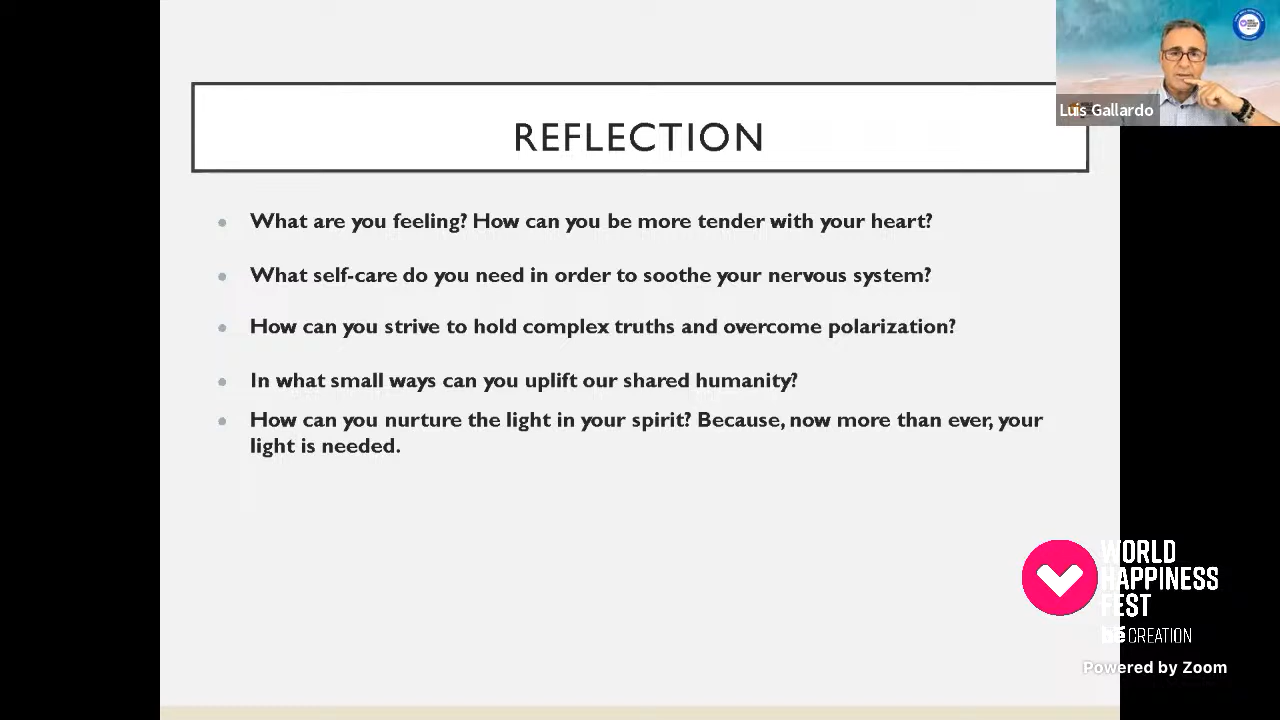 Luis Gallardo
REFLECTION
What are you feeling? How can you be more tender with your heart?
What self-care do you need in order to soothe your nervous system?
How can you strive to hold complex truths and overcome polarization?
In what small ways can you uplift our shared humanity?
How can you nurture the light in your spirit? Because, now more than ever, your
light is needed.
WORLD
HAPPINESS
FEST
bē CREATION
Powered by Zoom